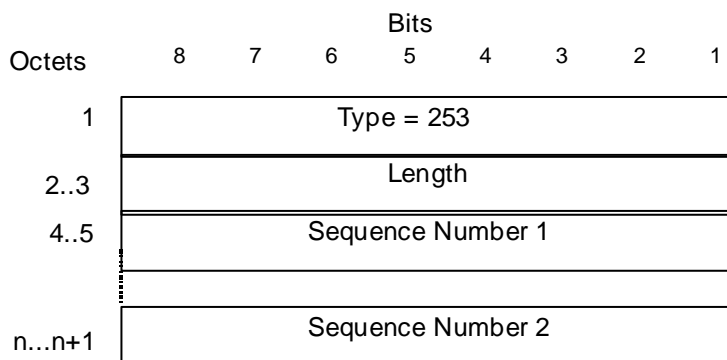 Bits
Octets 8 7 6 5 4 3 2 1
1 Type = 253
2..3 Length
4..5 Sequence Number 1
n...n+1 Sequence Number 2